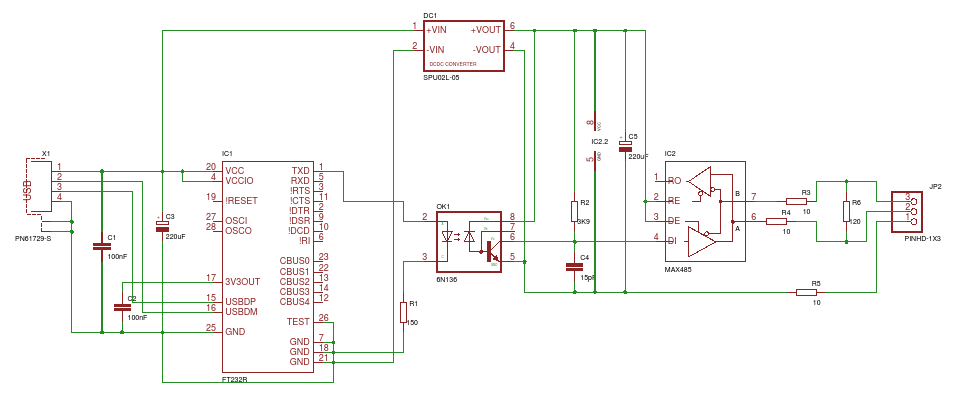 DC1
1 +VIN +VOUT 6
2 -VIN -VOUT 4
DCDC CONVERTER
SPU02L-05
X1
USB
1
2
3
4
PN61729-S
C1
100nF
C2
100nF
C3
220uF
IC1
20 VCC TXD 1
4 VCCIO RXD 5
!RTS 3
19 !RESET !CTS 11
!DTR 2
27 OSCI !DSR 9
28 OSCO !DCD 10
!RI 6
CBUS0 23
CBUS1 22
17 3V3OUT CBUS2 13
CBUS3 14
15 USBDP CBUS4 12
16 USBDM
TEST 26
25 GND
GND 7
GND 18
GND 21
FT232R
OK1
2 8
7
6
3 5
6N136
R1
150
R2
3K9
C4
15pF
8 VCC
IC2.2
5 GND
C5
220uF
IC2
1 RO
2 RE B 7
3 DE A 6
4 DI
MAX485
R3
10
R4
10
R5
10
R6
120
JP2
3
2
1
PINHD-1X3